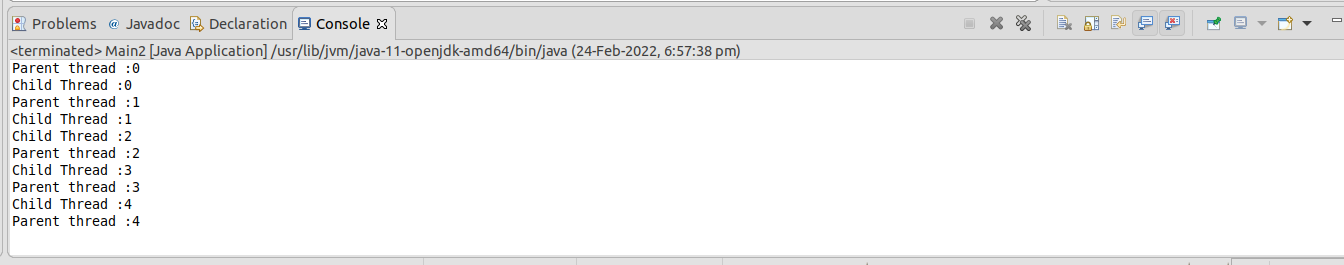 Problems @ Javadoc Declaration Console
<terminated> Main2 [Java Application] /usr/lib/jvm/java-11-openjdk-amd64/bin/java (24-Feb-2022, 6:57:38 pm)
Parent thread :0
Child Thread :0
Parent thread :1
Child Thread :1
Child Thread :2
Parent thread :2
Child Thread :3
Parent thread :3
Child Thread :4
Parent thread :4